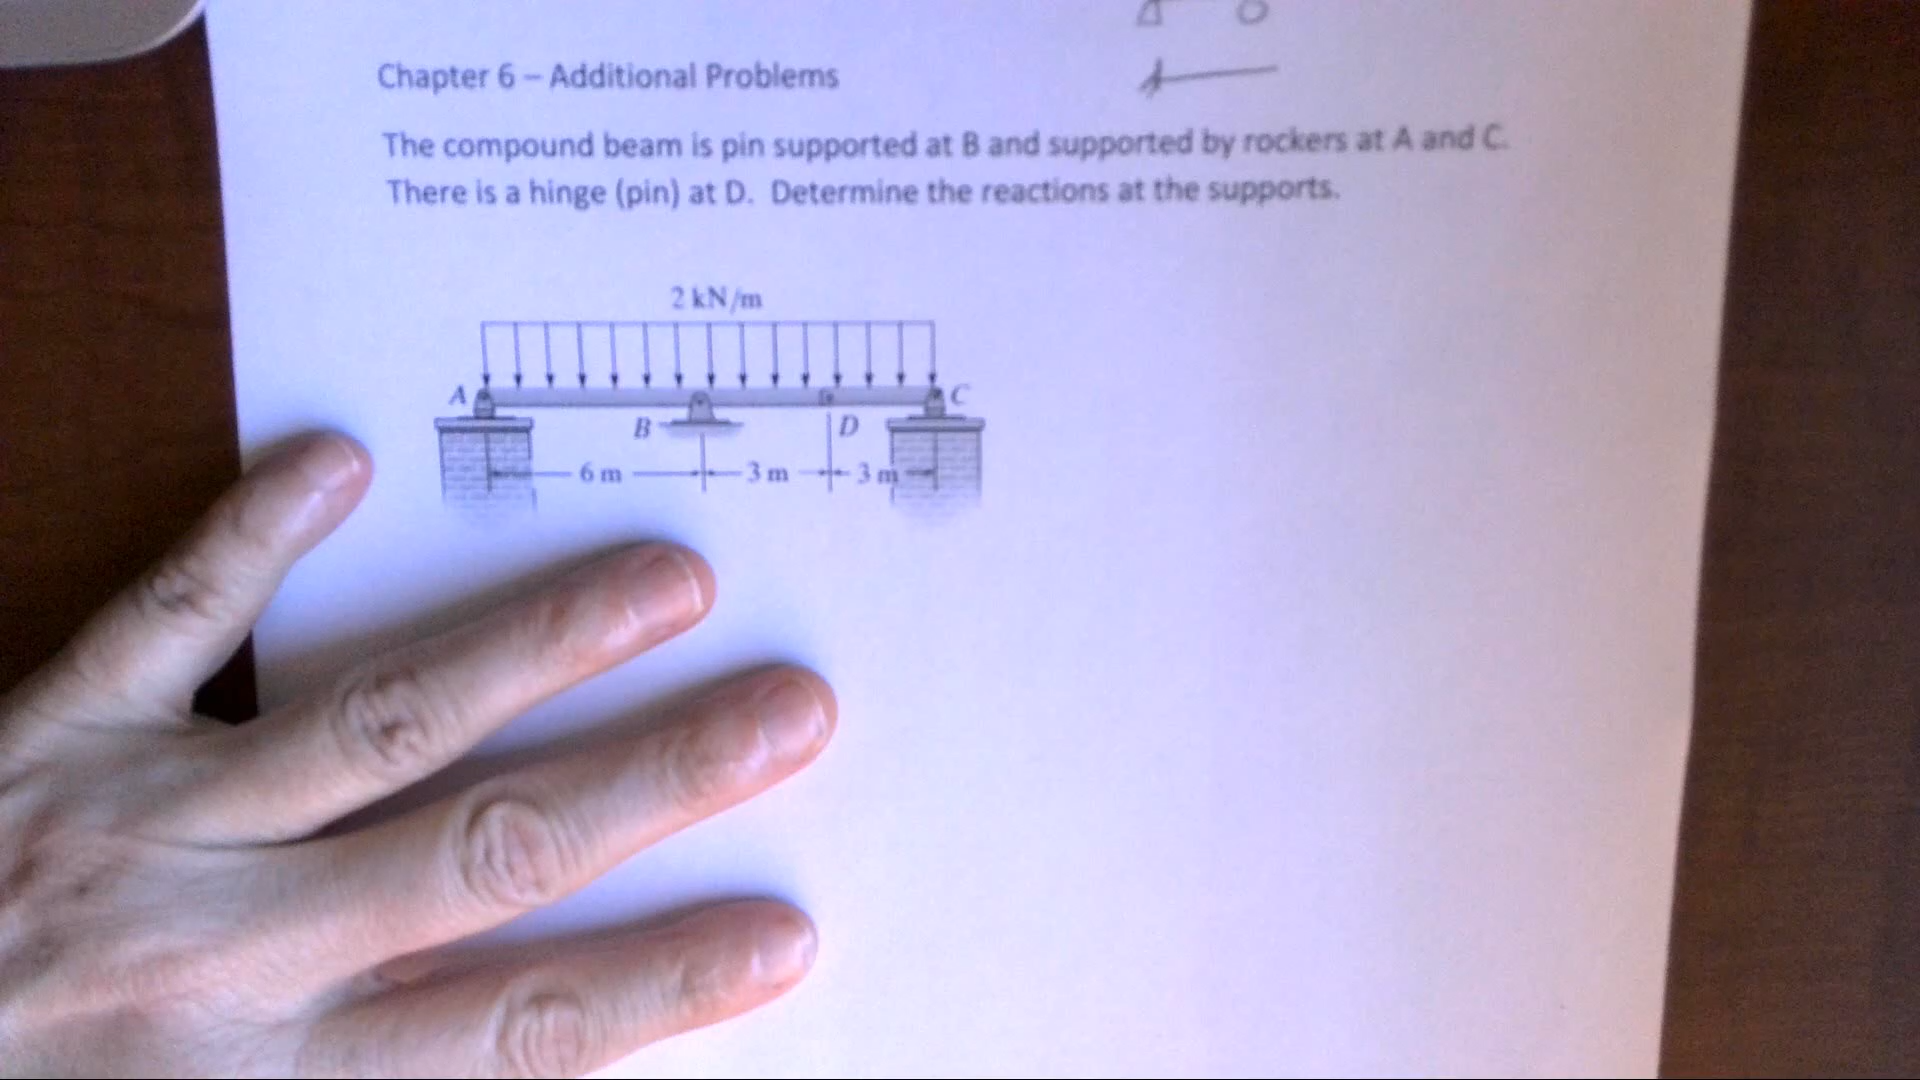 Chapter 6 – Additional Problems
The compound beam is pin supported at B and supported by rockers at A and C.
There is a hinge (pin) at D. Determine the reactions at the supports.
2 kN/m
A
C
B
D
6 m
3 m
3 m